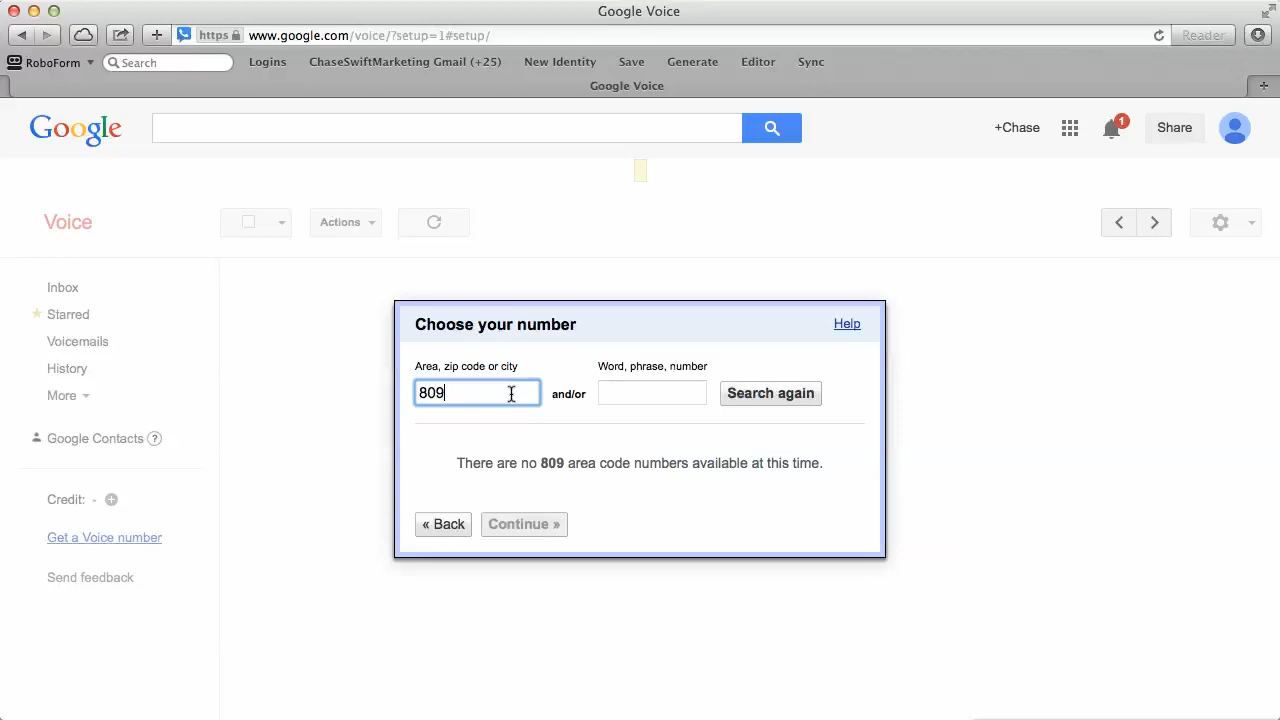 Google Voice
https www.google.com/voice/?setup=1#setup/ Reader
RoboForm Search Logins ChaseSwiftMarketing Gmail (+25) New Identity Save Generate Editor Sync
Google Voice
Google +Chase 1 Share
Voice Actions
Inbox
Starred
Voicemails
History
More
Google Contacts ?
Credit: -
Get a Voice number
Send feedback
Choose your number Help
Area, zip code or city Word, phrase, number
809 and/or Search again
There are no 809 area code numbers available at this time.
« Back Continue »